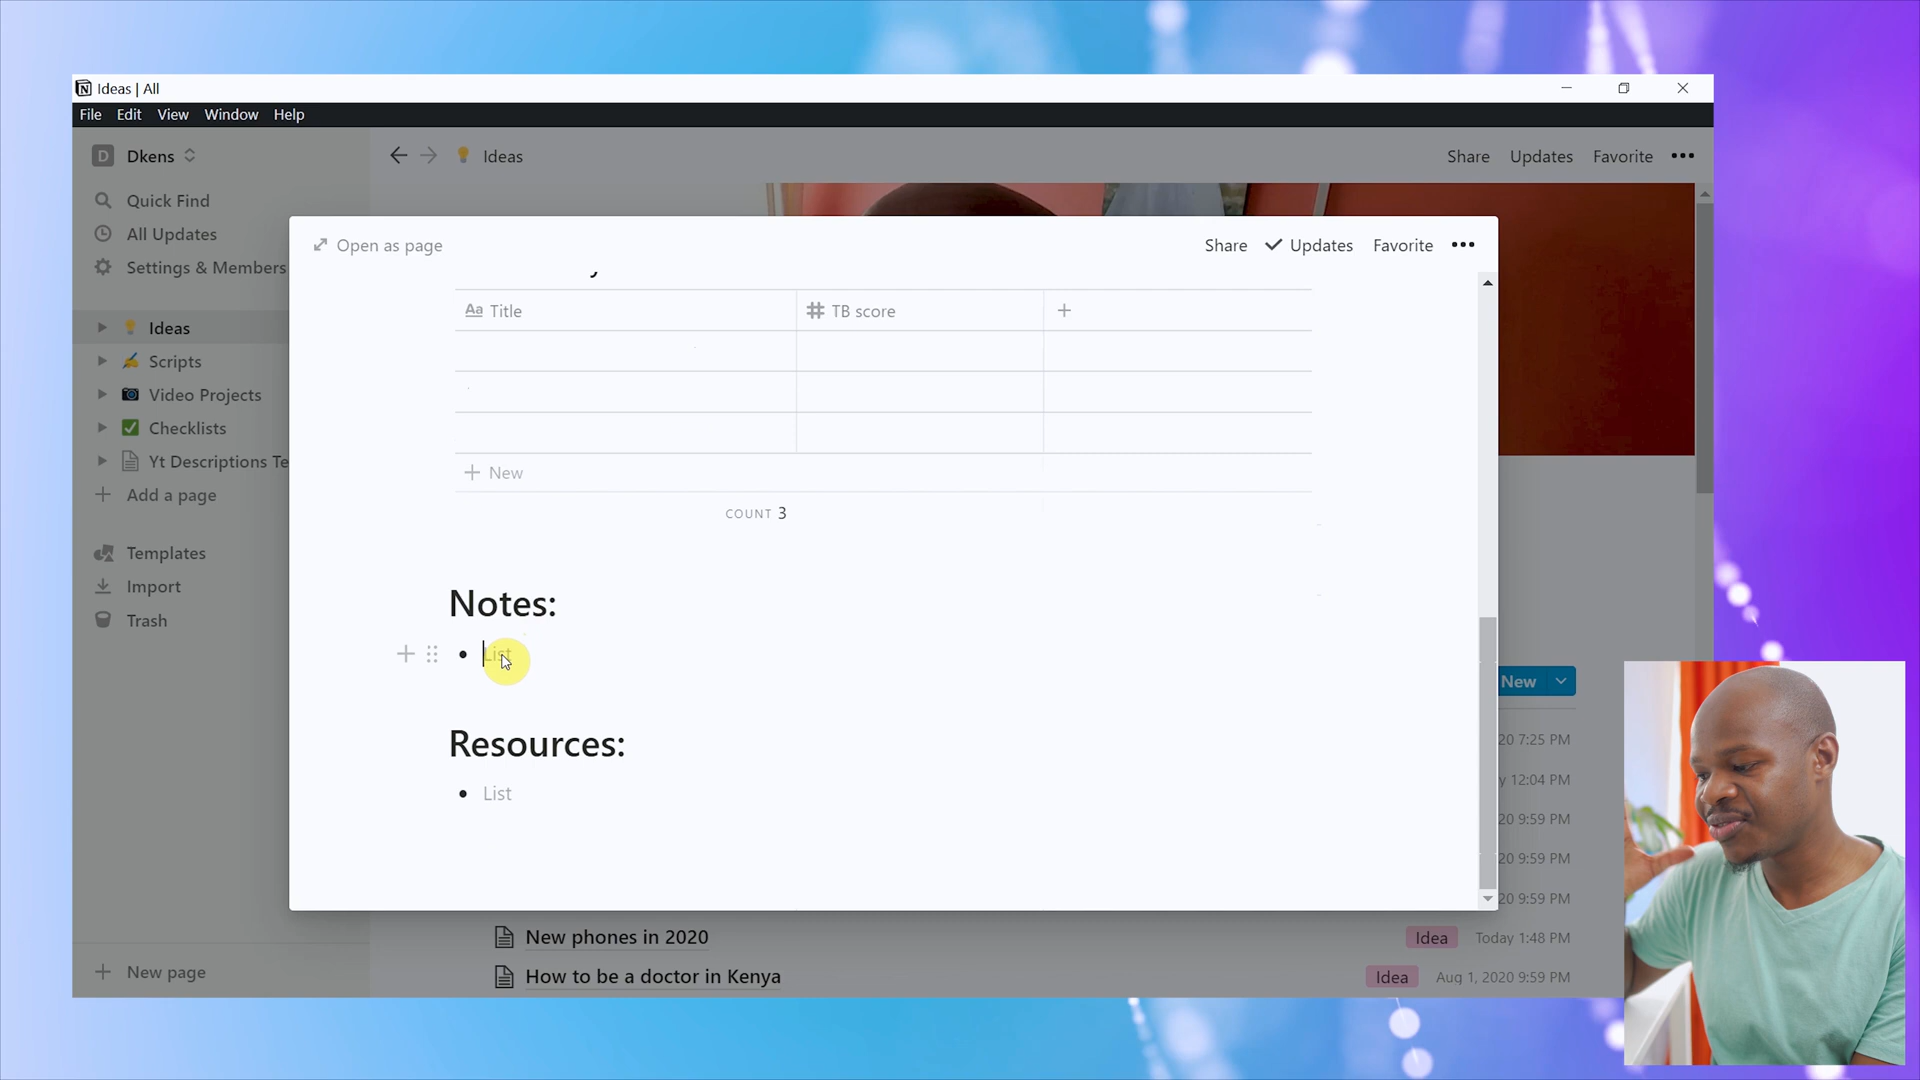 Ideas | All
File Edit View Window Help
D Dkens
Ideas
Share Updates Favorite
Quick Find
All Updates
Settings & Members
Ideas
Scripts
Video Projects
Checklists
Yt Descriptions Te
Add a page
Templates
Import
Trash
New page
Open as page
Share Updates Favorite
Aa Title
TB score
New
COUNT 3
Notes:
List
Resources:
List
New
20 7:25 PM
y 12:04 PM
20 9:59 PM
20 9:59 PM
20 9:59 PM
New phones in 2020 Idea Today 1:48 PM
How to be a doctor in Kenya Idea Aug 1, 2020 9:59 PM